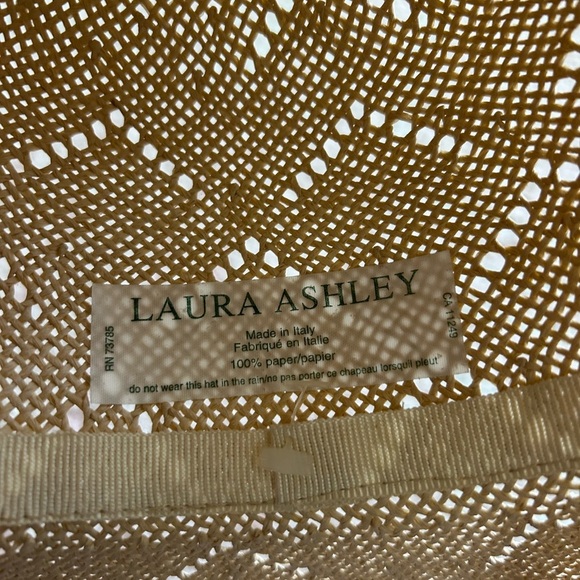 LAURA ASHLEY
Made in Italy
Fabriqué en Italie
100% paper/papier
do not wear this hat in the rain/ne pas porter ce chapeau lorsqu'il pleut
RN 73785
CA 11249